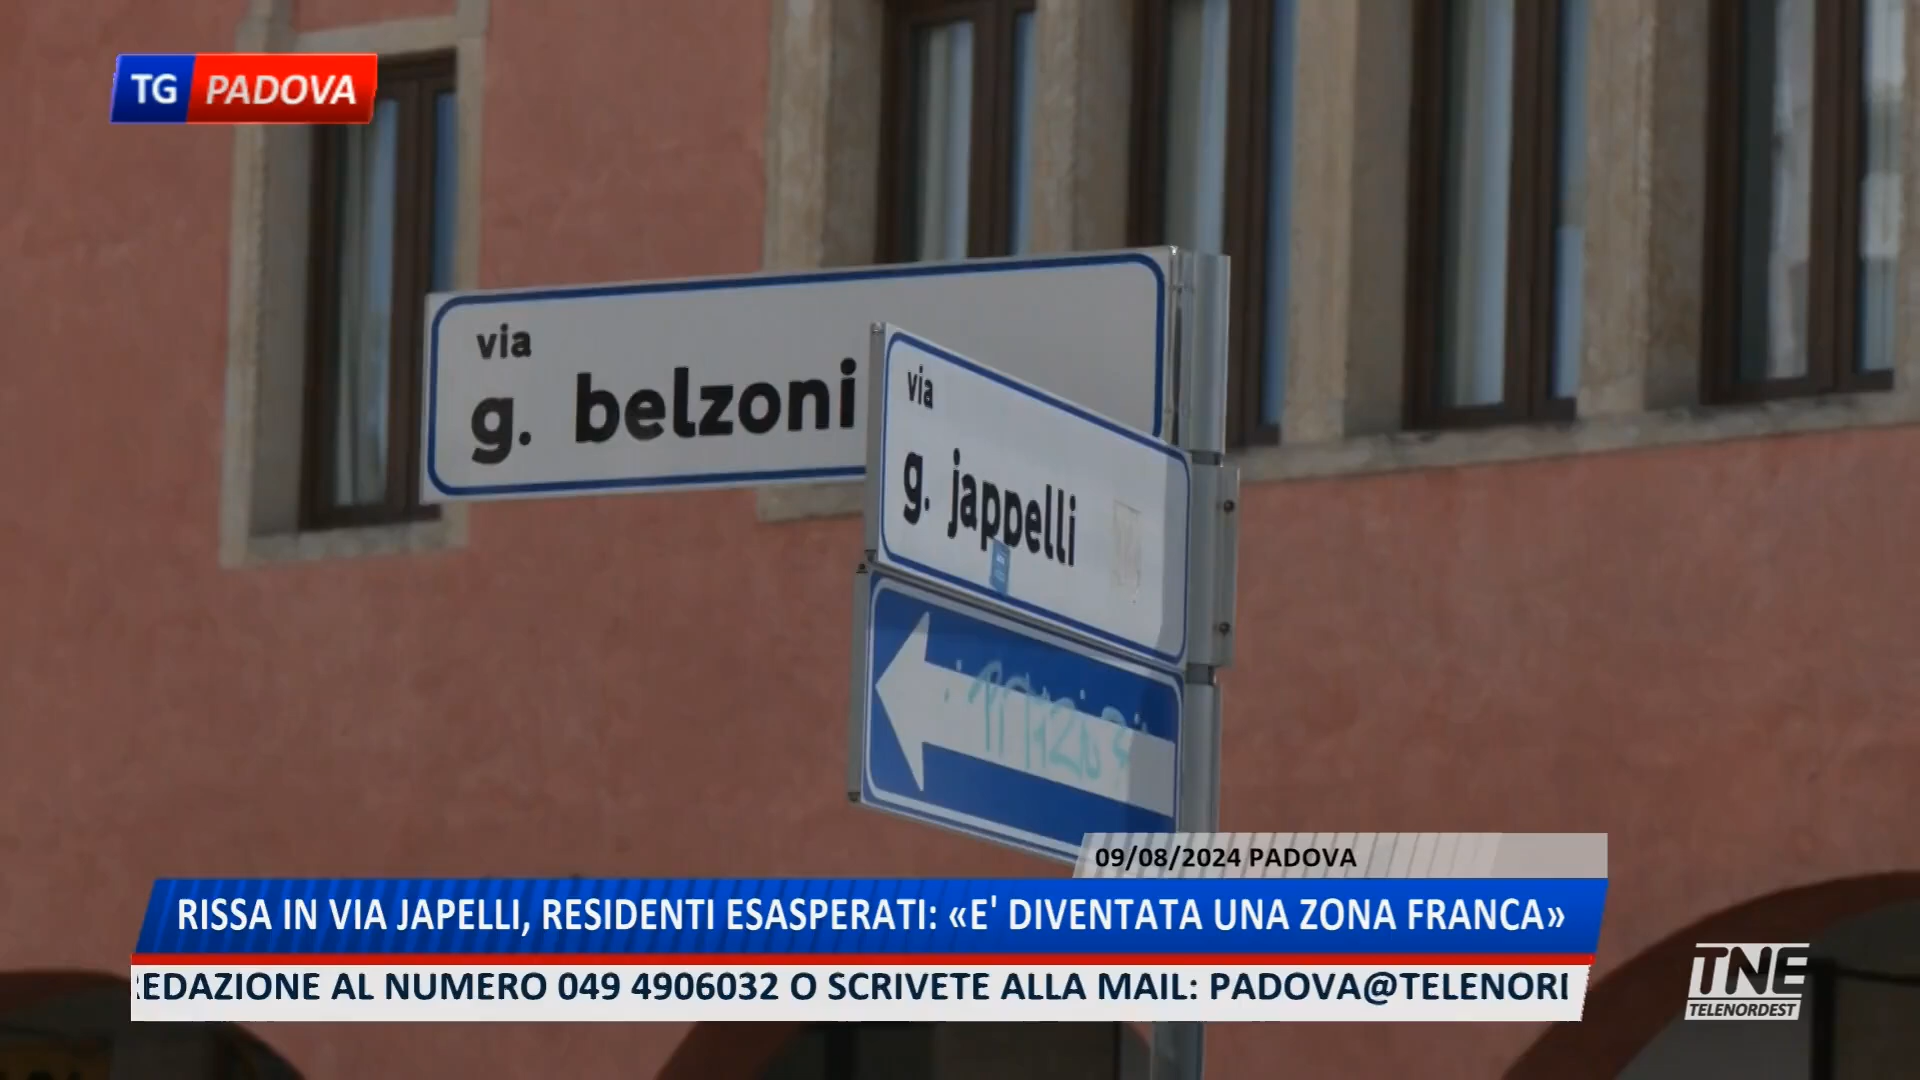 TG PADOVA
via
g. belzoni
via
g. jappelli
09/08/2024 PADOVA
RISSA IN VIA JAPELLI, RESIDENTI ESASPERATI: «E' DIVENTATA UNA ZONA FRANCA»
EDAZIONE AL NUMERO 049 4906032 O SCRIVETE ALLA MAIL: PADOVA@TELENORD
TNE
TELENORDEST